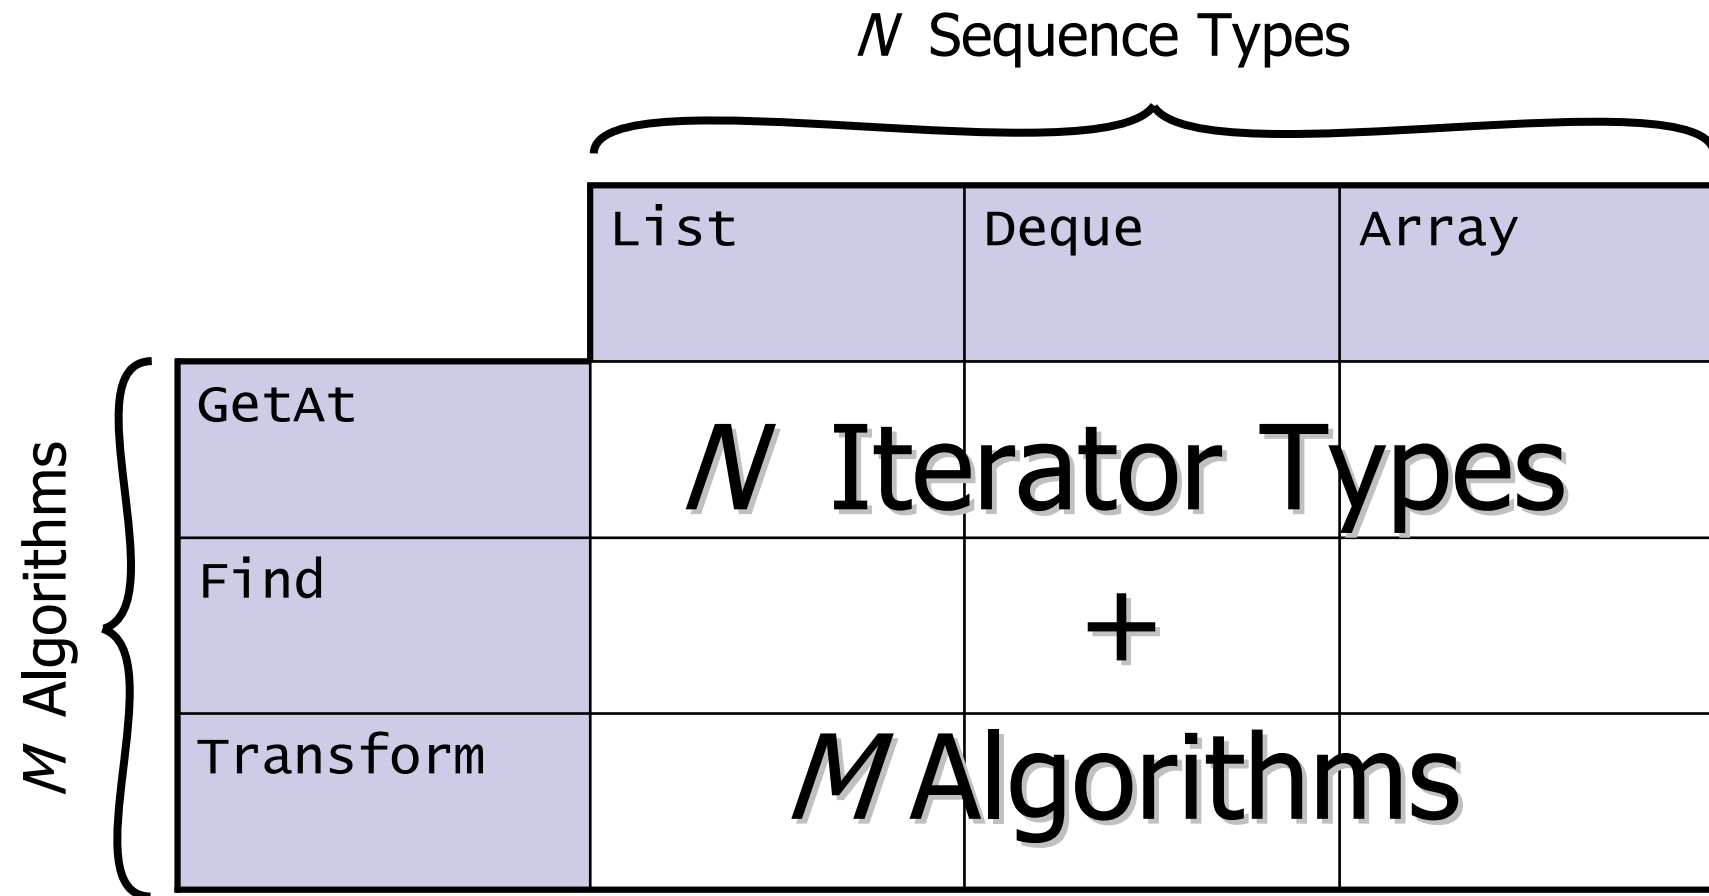 N Sequence Types
List Deque Array
M Algorithms
GetAt
N Iterator Types
Find
+
Transform
M Algorithms